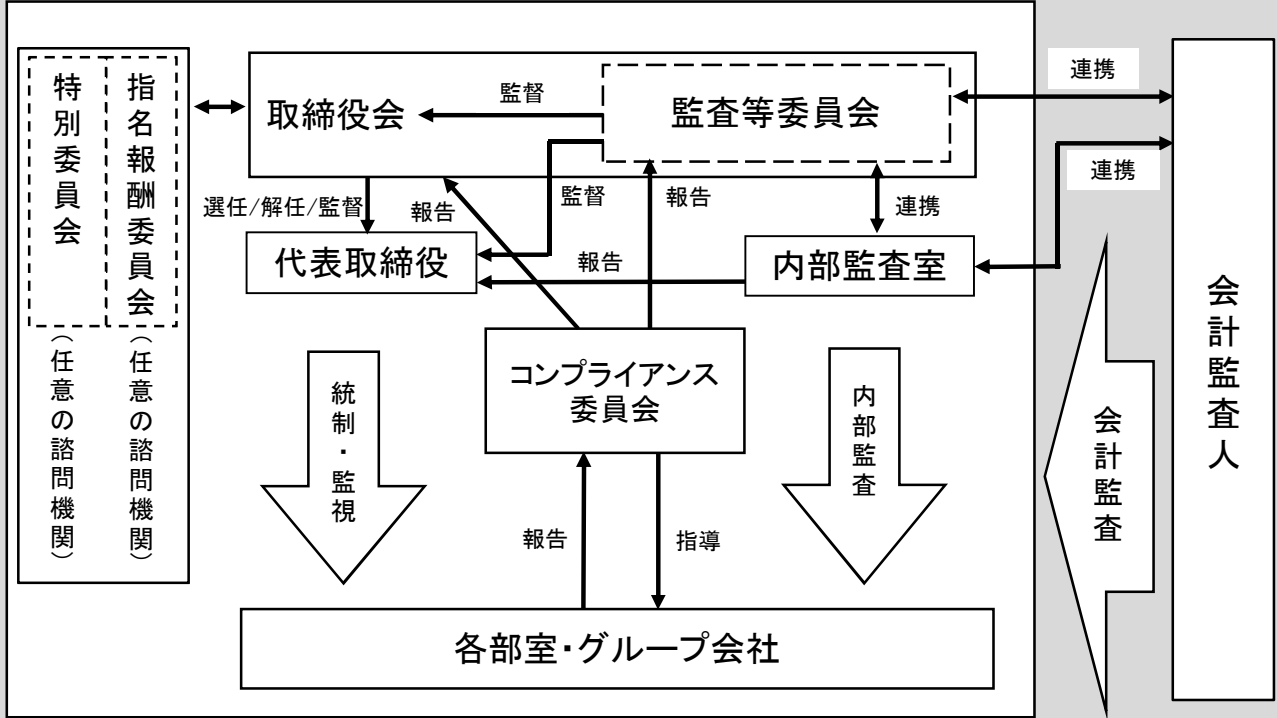 特別委員会
(任意の諮問機関)
指名報酬委員会
(任意の諮問機関)
取締役会
監督
監査等委員会
連携
連携
選任/解任/監督
報告
監督
報告
連携
代表取締役
報告
内部監査室
コンプライアンス
委員会
統制・監視
内部監査
会計監査
会計監査人
報告
指導
各部室・グループ会社